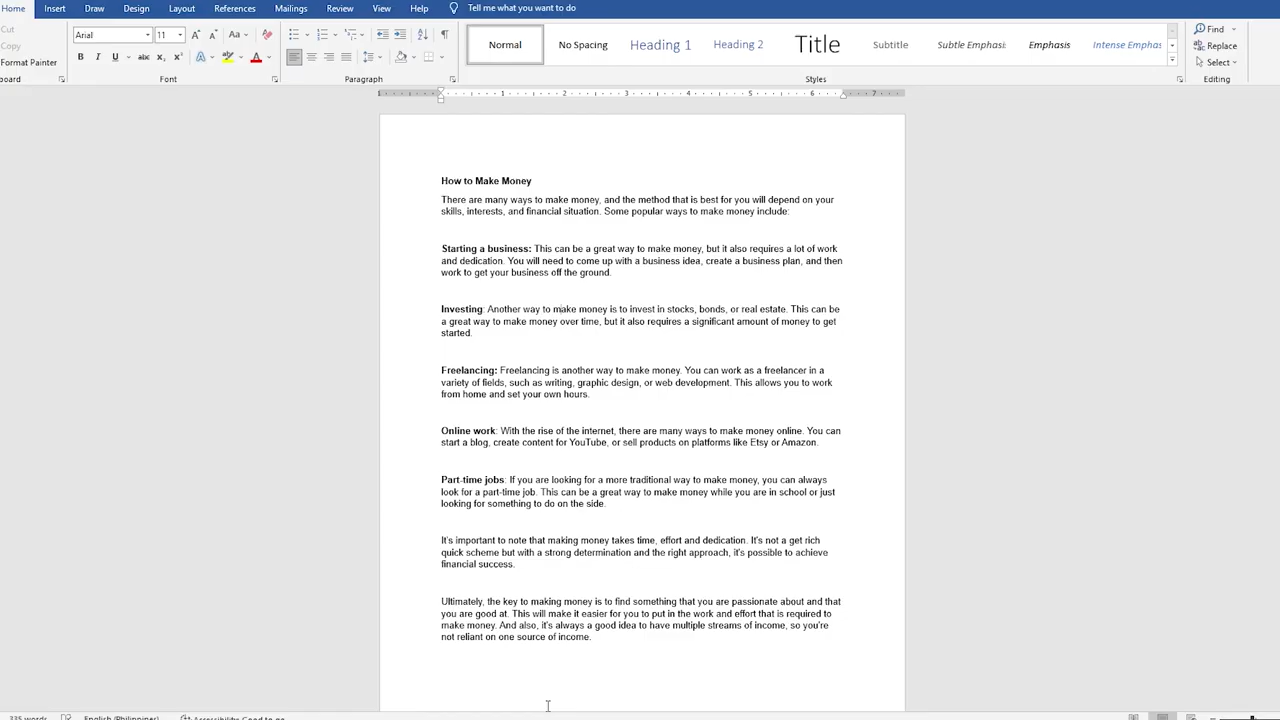 Home Insert Draw Design Layout References Mailings Review View Help Tell me what you want to do
Cut
Copy
Format Painter
Arial 11 Aa
B I U abc x₂ x² A A
Normal No Spacing Heading 1 Heading 2 Title Subtitle Subtle Emphasis Emphasis Intense Emphas
Find
Replace
Select
board Font Paragraph Styles Editing
1 1 2 3 4 5 6 7
How to Make Money
There are many ways to make money, and the method that is best for you will depend on your
skills, interests, and financial situation. Some popular ways to make money include:
Starting a business: This can be a great way to make money, but it also requires a lot of work
and dedication. You will need to come up with a business idea, create a business plan, and then
work to get your business off the ground.
Investing: Another way to make money is to invest in stocks, bonds, or real estate. This can be
a great way to make money over time, but it also requires a significant amount of money to get
started.
Freelancing: Freelancing is another way to make money. You can work as a freelancer in a
variety of fields, such as writing, graphic design, or web development. This allows you to work
from home and set your own hours.
Online work: With the rise of the internet, there are many ways to make money online. You can
start a blog, create content for YouTube, or sell products on platforms like Etsy or Amazon.
Part-time jobs: If you are looking for a more traditional way to make money, you can always
look for a part-time job. This can be a great way to make money while you are in school or just
looking for something to do on the side.
It's important to note that making money takes time, effort and dedication. It's not a get rich
quick scheme but with a strong determination and the right approach, it's possible to achieve
financial success.
Ultimately, the key to making money is to find something that you are passionate about and that
you are good at. This will make it easier for you to put in the work and effort that is required to
make money. And also, it's always a good idea to have multiple streams of income, so you're
not reliant on one source of income.
335 words English (Philippines) Accessibility: Good to go